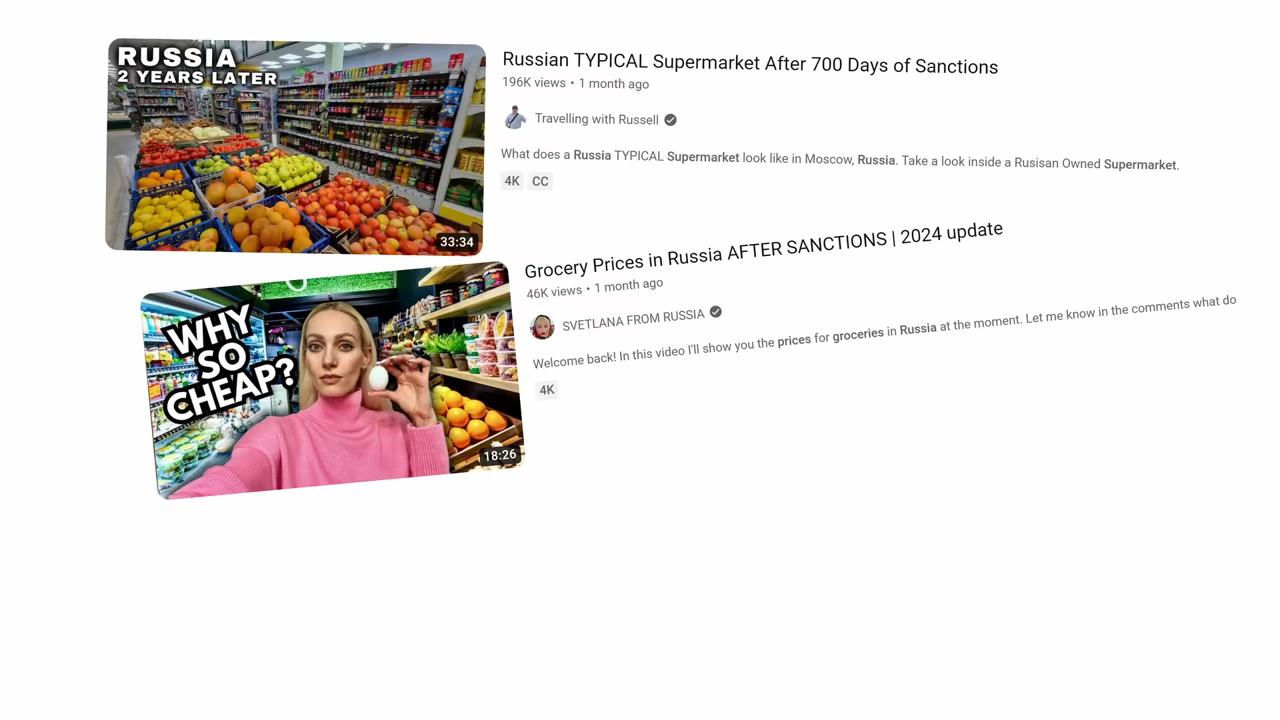 RUSSIA
2 YEARS LATER
33:34
Russian TYPICAL Supermarket After 700 Days of Sanctions
196K views • 1 month ago
Travelling with Russell
What does a Russia TYPICAL Supermarket look like in Moscow, Russia. Take a look inside a Rusisan Owned Supermarket.
4K CC
WHY
SO
CHEAP?
18:26
Grocery Prices in Russia AFTER SANCTIONS | 2024 update
46K views • 1 month ago
SVETLANA FROM RUSSIA
Welcome back! In this video I'll show you the prices for groceries in Russia at the moment. Let me know in the comments what do
4K